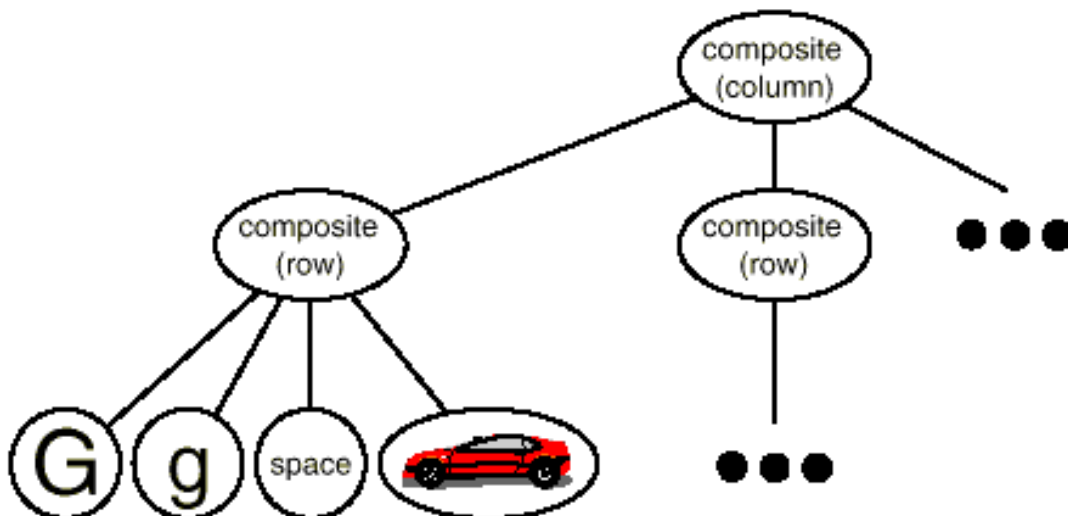 composite
(column)
composite
(row)
composite
(row)
G
g
space